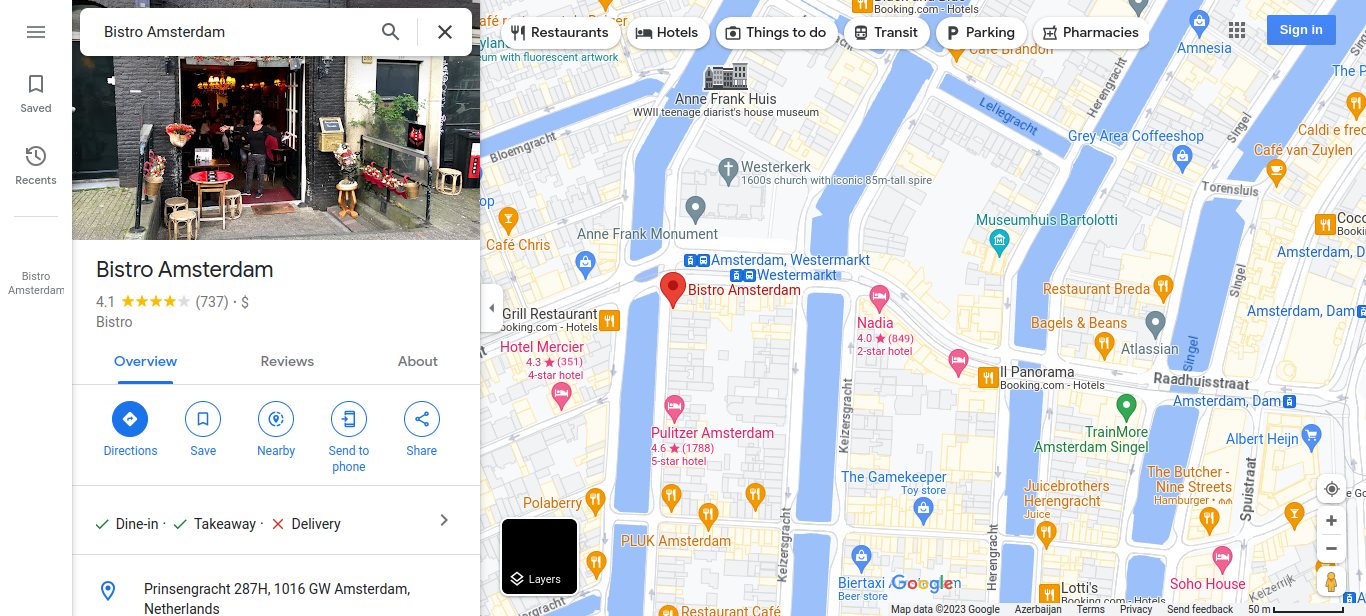 Bistro Amsterdam
Saved
Recents
Bistro
Amsterdam
Bistro Amsterdam
4.1 ★★★★★ (737) · $
Bistro
Overview
Reviews
About
Directions
Save
Nearby
Send to
phone
Share
Dine-in · Takeaway · Delivery
Prinsengracht 287H, 1016 GW Amsterdam,
Netherlands
Restaurants
Hotels
Things to do
Transit
Parking
Pharmacies
Sign in
Booking.com - Hotels
um with fluorescent artwork
Café Brandon
Amnesia
Anne Frank Huis
WWII teenage diarist's house museum
Leliegracht
Herengracht
Singel
Singel
Grey Area Coffeeshop
Caldi e fred
Café van Zuylen
Bloemgracht
Westerkerk
1600s church with iconic 85m-tall spire
Torensluis
Café Chris
Anne Frank Monument
Museumhuis Bartolotti
Coco
Booking
Amsterdam, D
Amsterdam, Westermarkt
Westermarkt
Bistro Amsterdam
Restaurant Breda
Singel
Amsterdam, Dam
Grill Restaurant
ooking.com - Hotels
Nadia
4.0 ★ (849)
2-star hotel
Bagels & Beans
Atlassian
Singel
Hotel Mercier
4.3 ★ (351)
4-star hotel
Il Panorama
Booking.com - Hotels
Raadhuisstraat
Amsterdam, Dam
Keizersgracht
Pulitzer Amsterdam
4.6 ★ (1788)
5-star hotel
TrainMore
Amsterdam Singel
Albert Heijn
The Gamekeeper
Toy store
Juicebrothers
Herengracht
Juice
The Butcher -
Nine Streets
Hamburger
Spuistraat
Polaberry
PLUK Amsterdam
Keizersgracht
Herengracht
Biertaxi Amsterdam
Beer store
Google
Soho House
Keizerrijk
Lotti's
Booking.com - Hotels
Restaurant Café
Layers
Map data ©2023 Google
Azerbaijan
Terms
Privacy
Send feedback
50 m